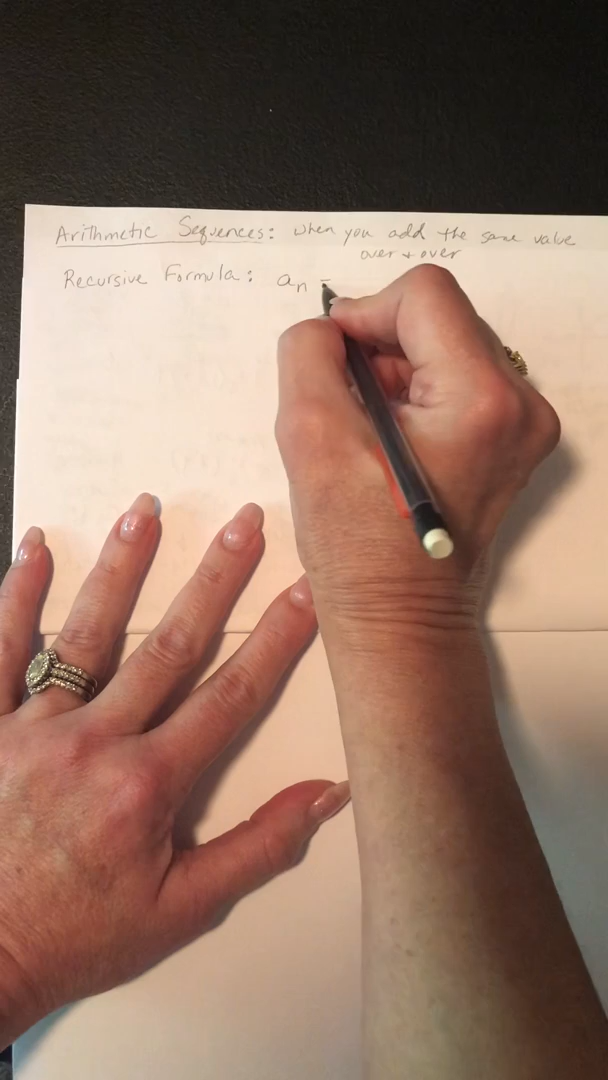 Arithmetic Sequences: when you add the same value
over + over
Recursive Formula: aₙ =